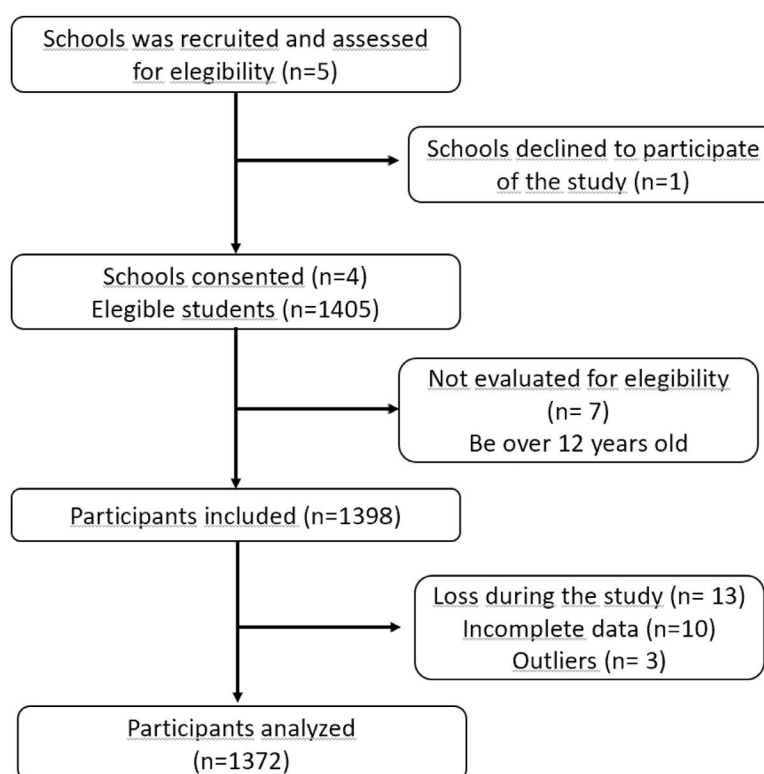 Schools was recruited and assessed
for elegibility (n=5)
Schools declined to participate
of the study (n=1)
Schools consented (n=4)
Elegible students (n=1405)
Not evaluated for elegibility
(n= 7)
Be over 12 years old
Participants included (n=1398)
Loss during the study (n= 13)
Incomplete data (n=10)
Outliers (n= 3)
Participants analyzed
(n=1372)